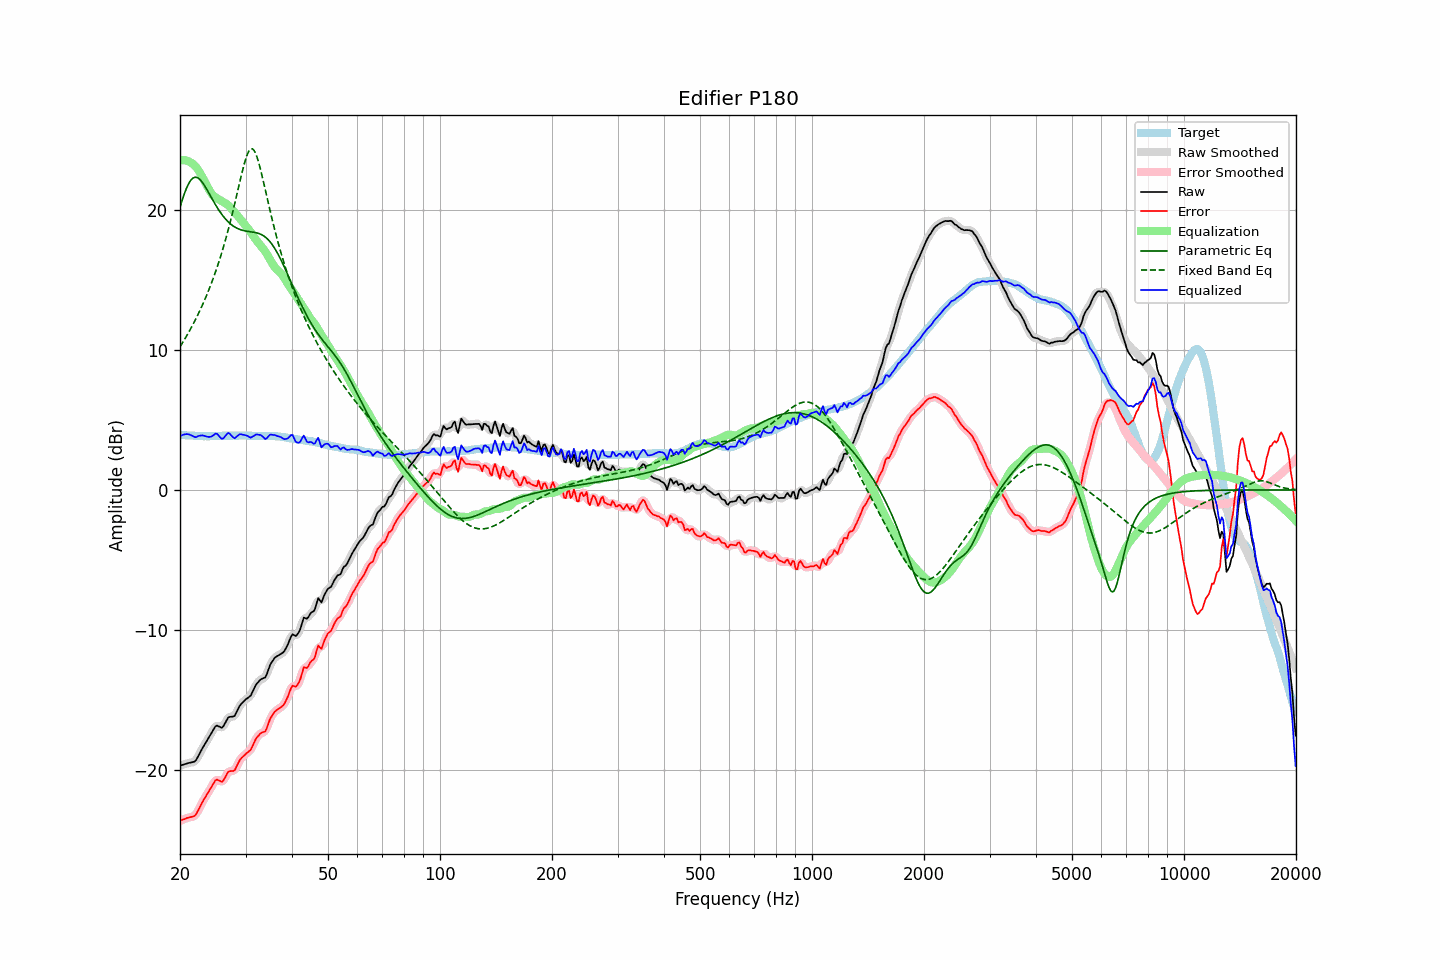 Edifier P180
Amplitude (dBr)
20
10
0
−10
−20
Target
Raw Smoothed
Error Smoothed
Raw
Error
Equalization
Parametric Eq
Fixed Band Eq
Equalized
20 50 100 200 500 1000 2000 5000 10000 20000
Frequency (Hz)